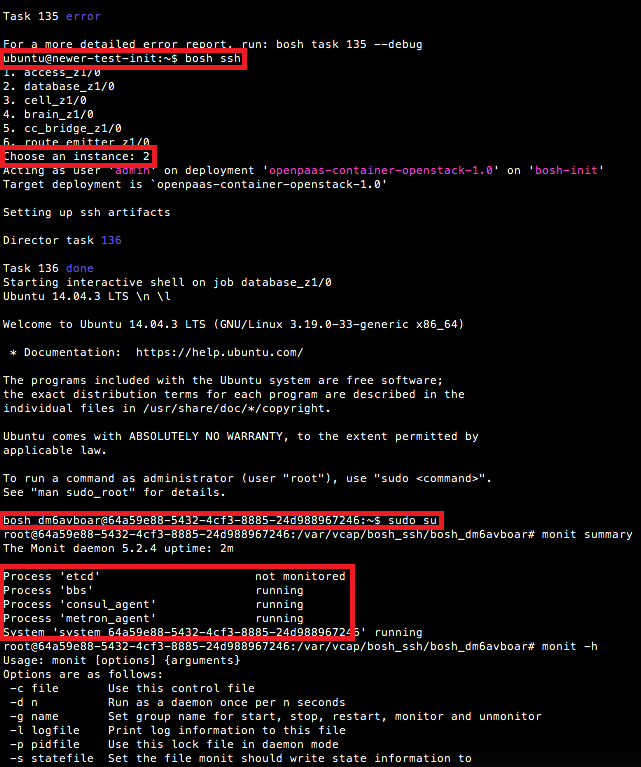 Task 135 error
For a more detailed error report, run: bosh task 135 --debug
ubuntu@newer-test-init:~$ bosh ssh
1. access_z1/0
2. database_z1/0
3. cell_z1/0
4. brain_z1/0
5. cc_bridge_z1/0
6. route_emitter_z1/0
Choose an instance: 2
Acting as user 'admin' on deployment 'openpaas-container-openstack-1.0' on 'bosh-init'
Target deployment is `openpaas-container-openstack-1.0'
Setting up ssh artifacts
Director task 136
Task 136 done
Starting interactive shell on job database_z1/0
Ubuntu 14.04.3 LTS \n \l
Welcome to Ubuntu 14.04.3 LTS (GNU/Linux 3.19.0-33-generic x86_64)
* Documentation:  https://help.ubuntu.com/
The programs included with the Ubuntu system are free software;
the exact distribution terms for each program are described in the
individual files in /usr/share/doc/*/copyright.
Ubuntu comes with ABSOLUTELY NO WARRANTY, to the extent permitted by
applicable law.
To run a command as administrator (user "root"), use "sudo <command>".
See "man sudo_root" for details.
bosh_dm6avboar@64a59e88-5432-4cf3-8885-24d988967246:~$ sudo su
root@64a59e88-5432-4cf3-8885-24d988967246:/var/vcap/bosh_ssh/bosh_dm6avboar# monit summary
The Monit daemon 5.2.4 uptime: 2m
Process 'etcd' not monitored
Process 'bbs' running
Process 'consul_agent' running
Process 'metron_agent' running
System 'system_64a59e88-5432-4cf3-8885-24d988967246' running
root@64a59e88-5432-4cf3-8885-24d988967246:/var/vcap/bosh_ssh/bosh_dm6avboar# monit -h
Usage: monit [options] {arguments}
Options are as follows:
-c file Use this control file
-d n Run as a daemon once per n seconds
-g name Set group name for start, stop, restart, monitor and unmonitor
-l logfile Print log information to this file
-p pidfile Use this lock file in daemon mode
-s statefile Set the file monit should write state information to